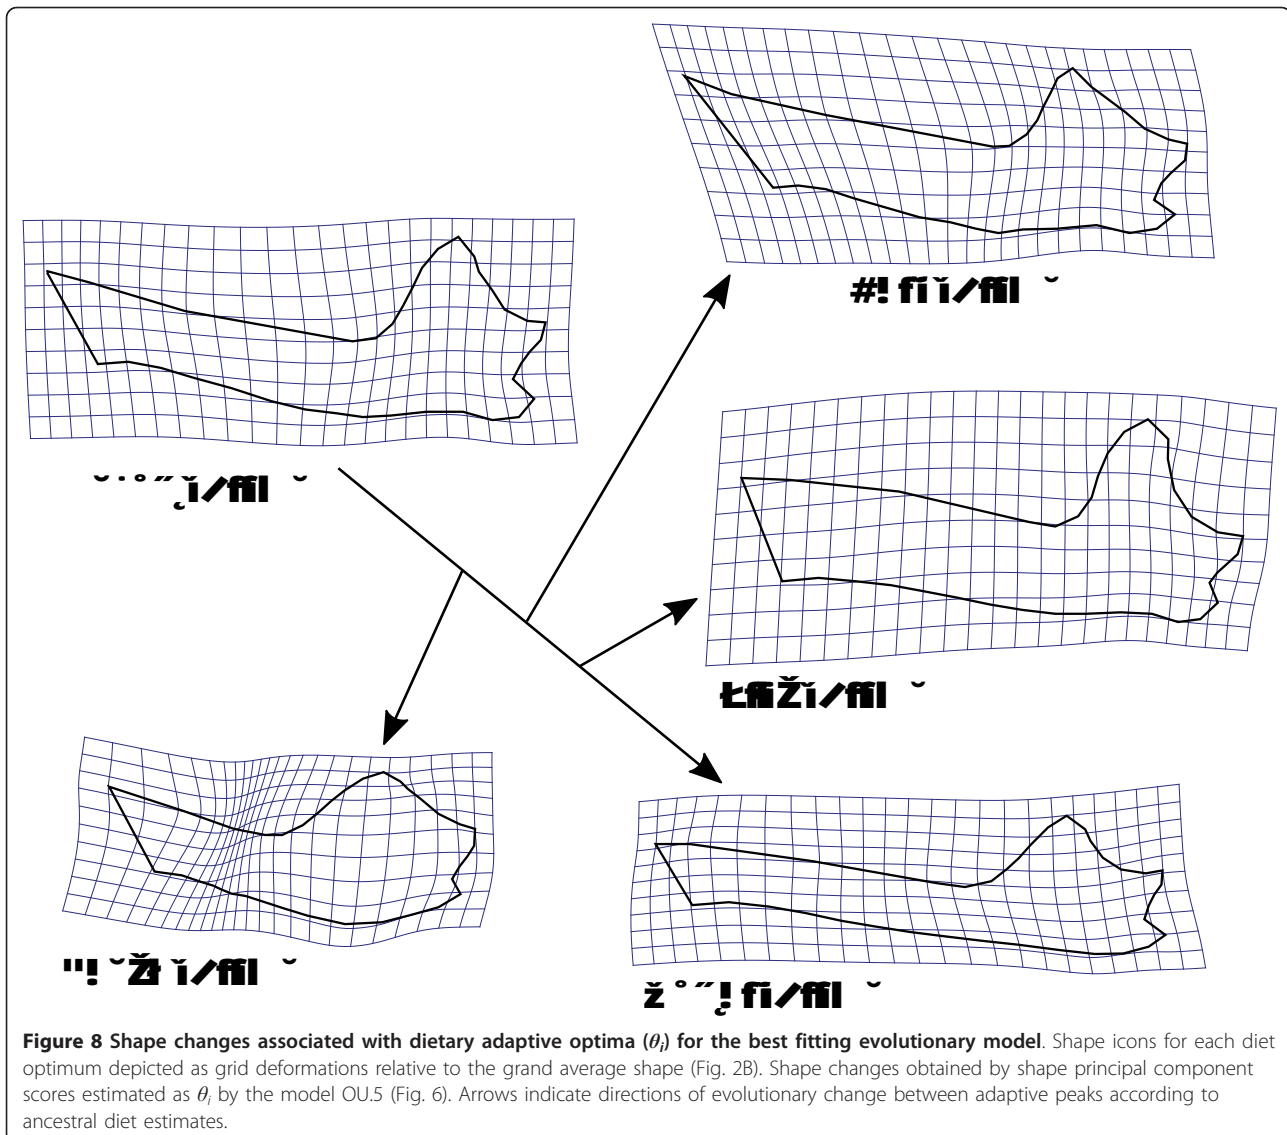 Figure 8 Shape changes associated with dietary adaptive optima (θi) for the best fitting evolutionary model. Shape icons for each diet
optimum depicted as grid deformations relative to the grand average shape (Fig. 2B). Shape changes obtained by shape principal component
scores estimated as θi by the model OU.5 (Fig. 6). Arrows indicate directions of evolutionary change between adaptive peaks according to
ancestral diet estimates.